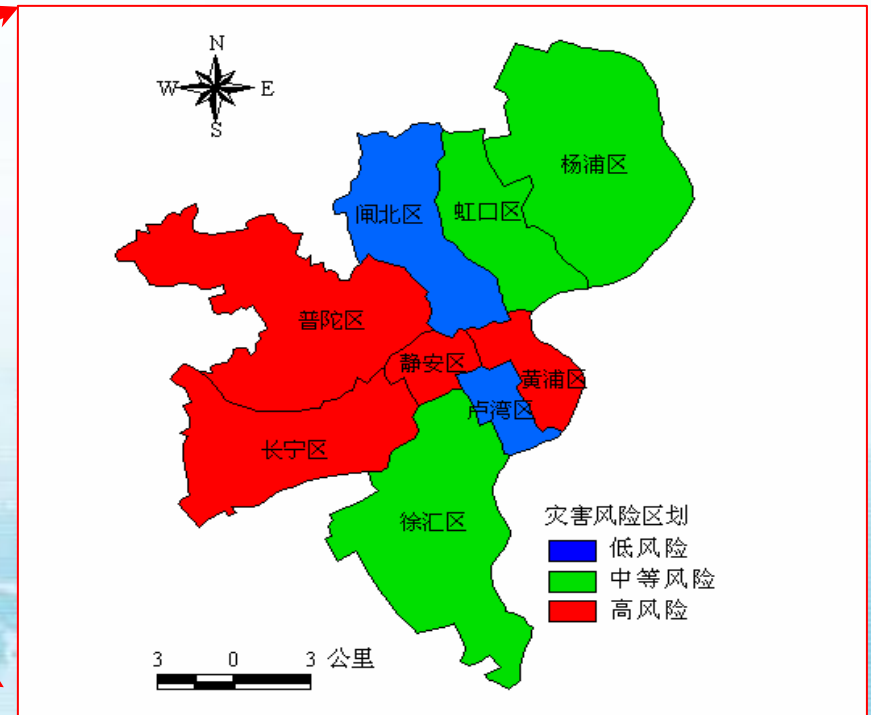 N
W E
S
杨浦区
闸北区
虹口区
普陀区
静安区
黄浦区
卢湾区
长宁区
徐汇区
灾害风险区划
低风险
中等风险
高风险
3 0 3 公里